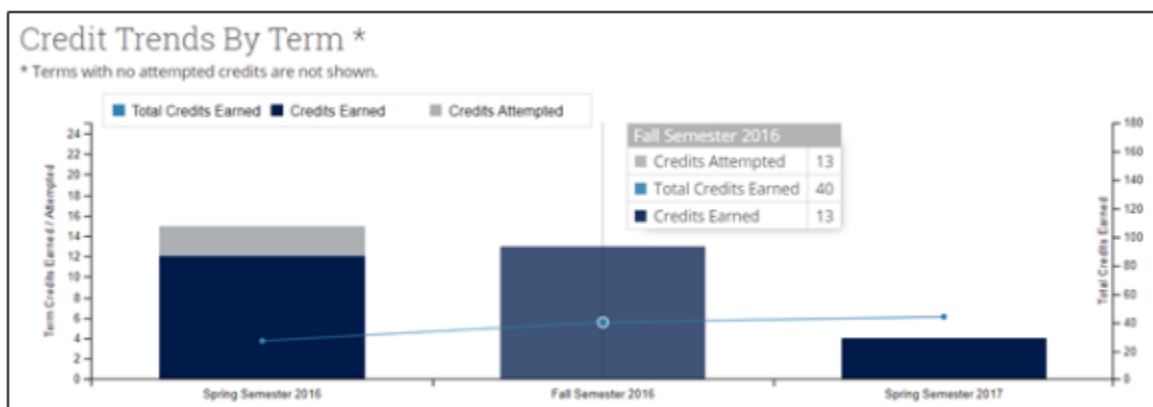 Credit Trends By Term *
* Terms with no attempted credits are not shown.
Total Credits Earned Credits Earned Credits Attempted
Fall Semester 2016
Credits Attempted 13
Total Credits Earned 40
Credits Earned 13
Term Credits Earned / Attempted
24
22
20
18
16
14
12
10
8
6
4
2
0
180
160
140
120
100
80
60
40
20
0
Total Credits Earned
Spring Semester 2016 Fall Semester 2016 Spring Semester 2017